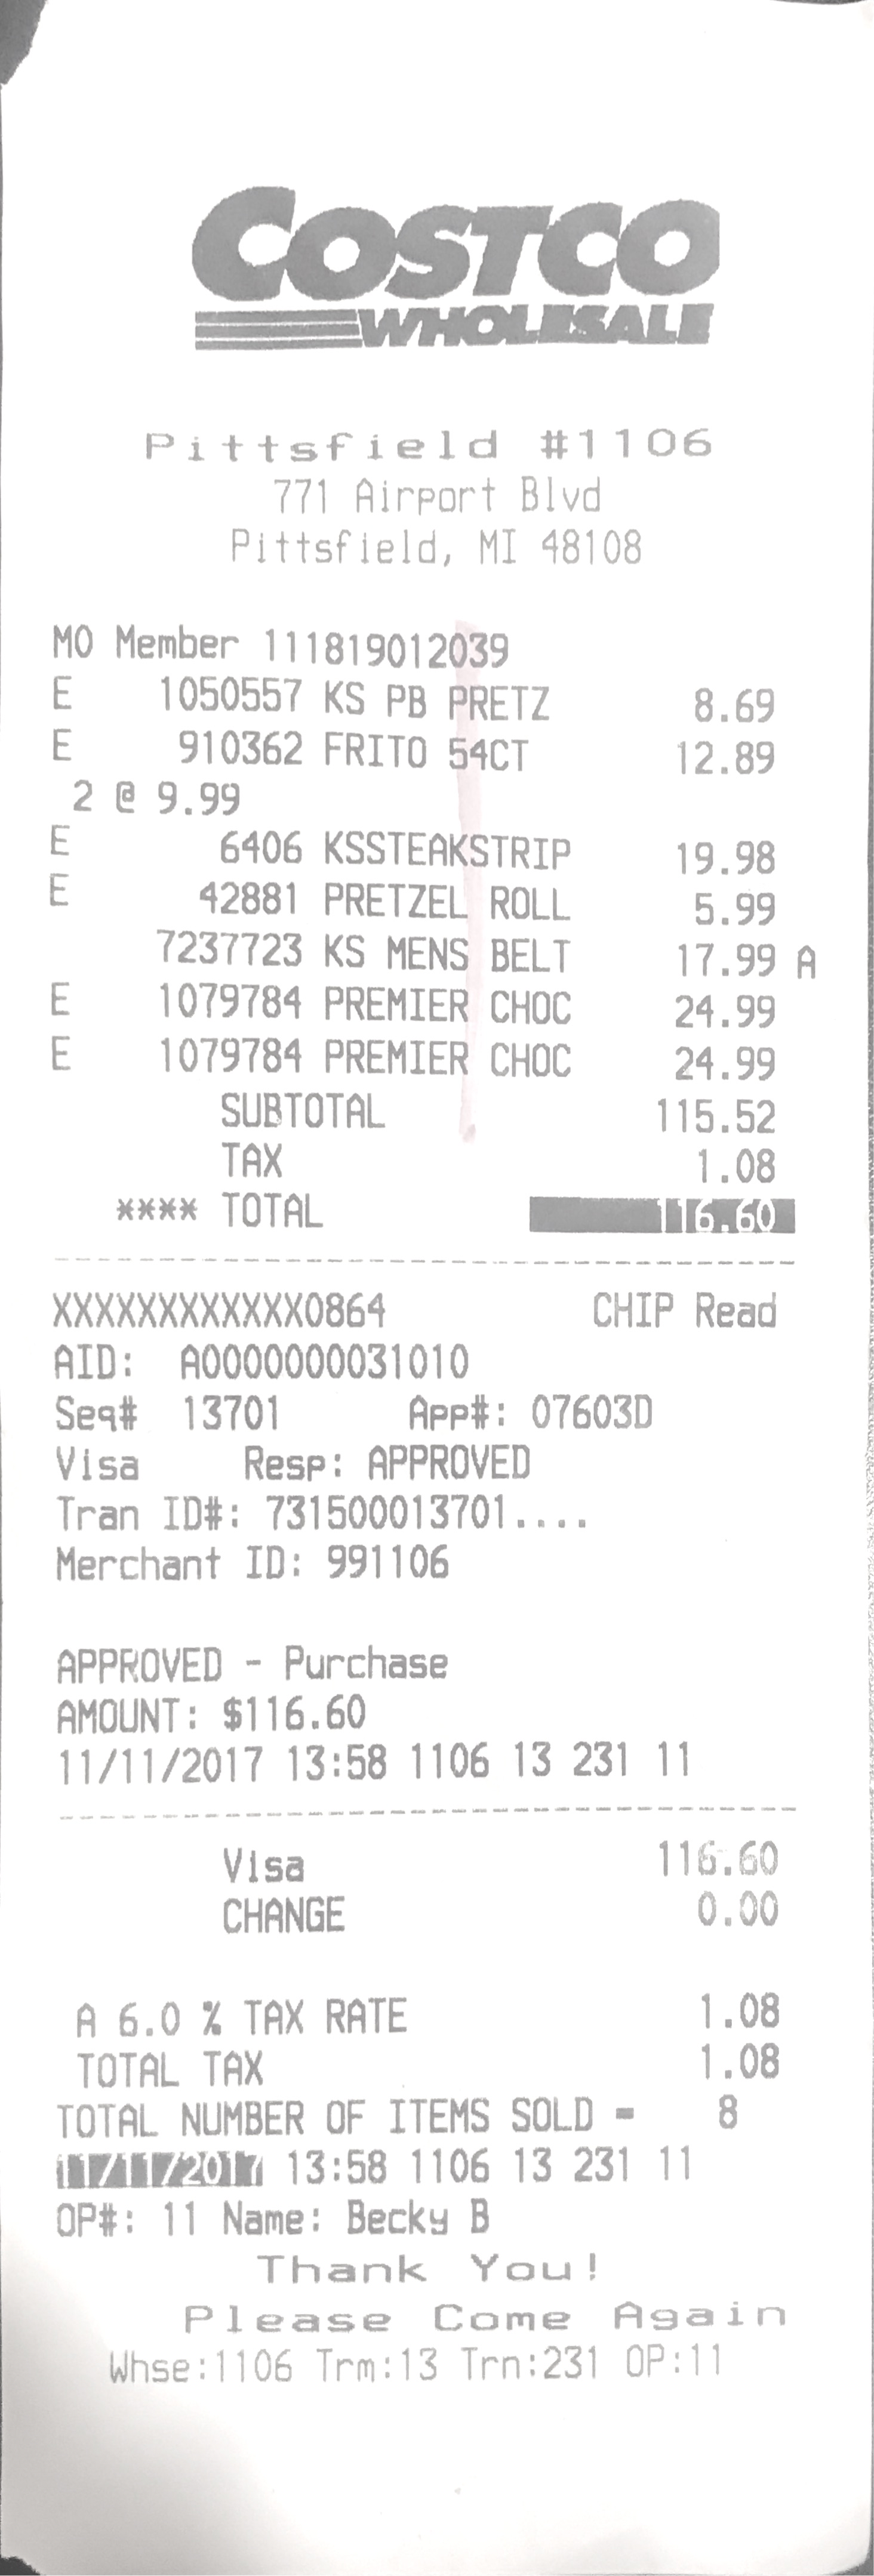 COSTCO
WHOLESALE
Pittsfield #1106
771 Airport Blvd
Pittsfield, MI 48108
MO Member 111819012039
E 1050557 KS PB PRETZ 8.69
E 910362 FRITO 54CT 12.89
2 @ 9.99
E 6406 KSSTEAKSTRIP 19.98
E 42881 PRETZEL ROLL 5.99
7237723 KS MENS BELT 17.99 A
E 1079784 PREMIER CHOC 24.99
E 1079784 PREMIER CHOC 24.99
SUBTOTAL 115.52
TAX 1.08
**** TOTAL 116.60
XXXXXXXXXXXX0864 CHIP Read
AID: A0000000031010
Seq# 13701 App#: 07603D
Visa Resp: APPROVED
Tran ID#: 731500013701....
Merchant ID: 991106
APPROVED - Purchase
AMOUNT: $116.60
11/11/2017 13:58 1106 13 231 11
Visa 116.60
CHANGE 0.00
A 6.0 % TAX RATE 1.08
TOTAL TAX 1.08
TOTAL NUMBER OF ITEMS SOLD = 8
11/11/2017 13:58 1106 13 231 11
OP#: 11 Name: Becky B
Thank You!
Please Come Again
Whse:1106 Trm:13 Trn:231 OP:11